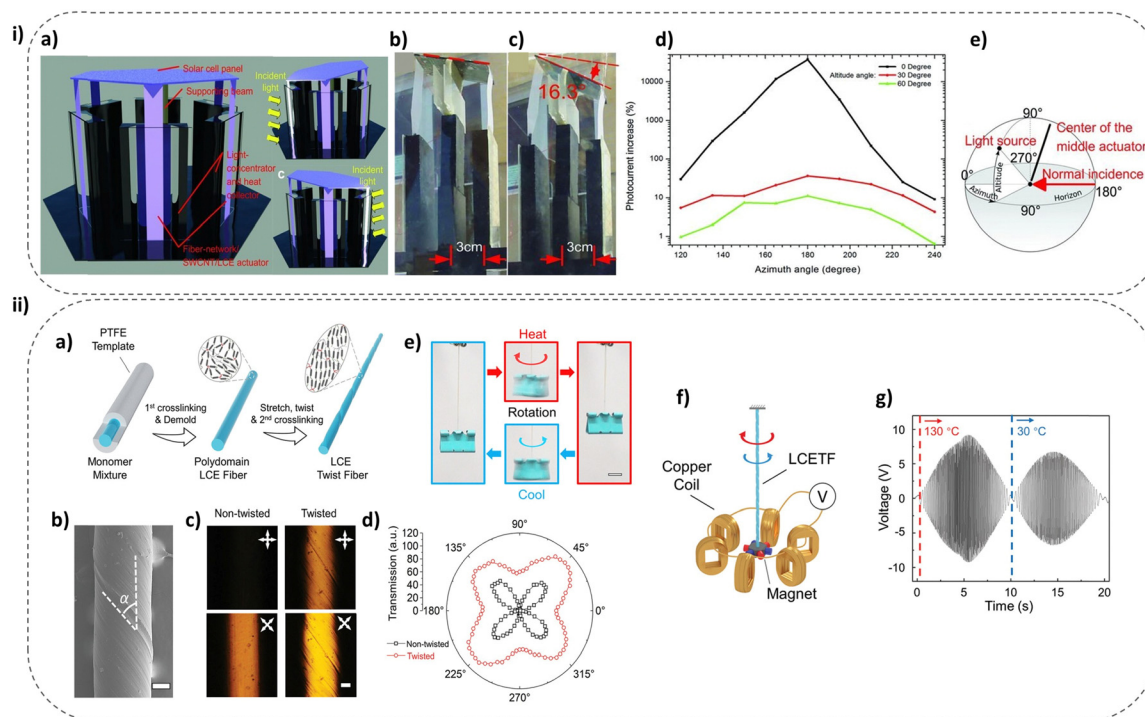 i)
a)
Solar cell panel
Supporting beam
Light-
concentrator
and heat
collector
Fiber-network/
SWCNT/LCE actuator
Incident
light
Incident
light
C
b)
3cm
c)
16.3°
3cm
d)
Photocurrent increase (%)
10000
1000
100
10
1
Altitude angle:
0 Degree
30 Degree
60 Degree
120
140
160
180
200
220
240
Azimuth angle (degree)
e)
90°
Light source
Center of the
middle actuator
270°
Normal incidence
0°
Azimuth
Altitude
Horizon
180°
90°
ii)
a)
PTFE
Template
1st crosslinking
& Demold
Stretch, twist
& 2nd crosslinking
Monomer
Mixture
Polydomain
LCE Fiber
LCE
Twist Fiber
b)
α
c)
Non-twisted
Twisted
d)
Transmission (a.u.)
120
100
80
60
40
20
0
90°
135°
45°
180°
0°
225°
315°
270°
Non-twisted
Twisted
e)
Heat
Rotation
Cool
f)
LCETF
Copper
Coil
V
Magnet
g)
130 °C
30 °C
Voltage (V)
10
5
0
-5
-10
0
5
10
15
20
Time (s)